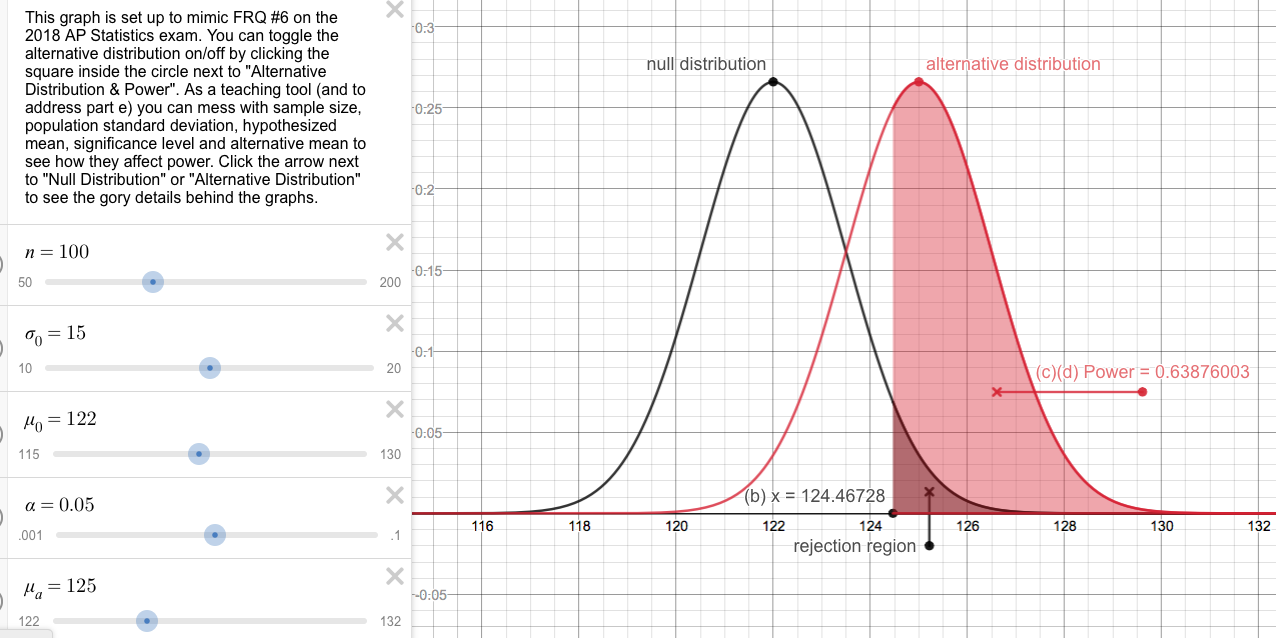 This graph is set up to mimic FRQ #6 on the
2018 AP Statistics exam. You can toggle the
alternative distribution on/off by clicking the
square inside the circle next to "Alternative
Distribution & Power". As a teaching tool (and to
address part e) you can mess with sample size,
population standard deviation, hypothesized
mean, significance level and alternative mean to
see how they affect power. Click the arrow next
to "Null Distribution" or "Alternative Distribution"
to see the gory details behind the graphs.
n = 100
50 200
σ₀ = 15
10 20
μ₀ = 122
115 130
α = 0.05
.001 .1
μₐ = 125
122 132
0.3
null distribution
alternative distribution
0.25
0.2
0.15
0.1
(c)(d) Power = 0.63876003
0.05
(b) x = 124.46728
116 118 120 122 124 126 128 130 132
rejection region
-0.05